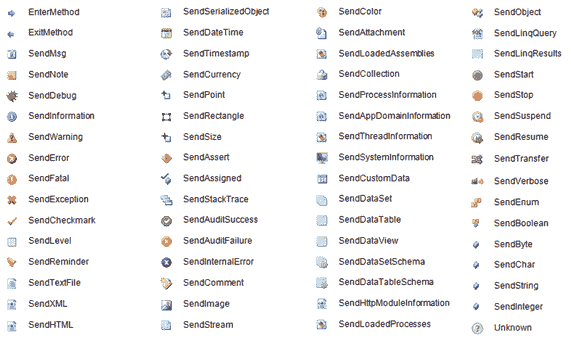 EnterMethod
ExitMethod
SendMsg
SendNote
SendDebug
SendInformation
SendWarning
SendError
SendFatal
SendException
SendCheckmark
SendLevel
SendReminder
SendTextFile
SendXML
SendHTML
SendSerializedObject
SendDateTime
SendTimestamp
SendCurrency
SendPoint
SendRectangle
SendSize
SendAssert
SendAssigned
SendStackTrace
SendAuditSuccess
SendAuditFailure
SendInternalError
SendComment
SendImage
SendStream
SendColor
SendAttachment
SendLoadedAssemblies
SendCollection
SendProcessInformation
SendAppDomainInformation
SendThreadInformation
SendSystemInformation
SendCustomData
SendDataSet
SendDataTable
SendDataView
SendDataSetSchema
SendDataTableSchema
SendHttpModuleInformation
SendLoadedProcesses
SendObject
SendLinqQuery
SendLinqResults
SendStart
SendStop
SendSuspend
SendResume
SendTransfer
SendVerbose
SendEnum
SendBoolean
SendByte
SendChar
SendString
SendInteger
Unknown